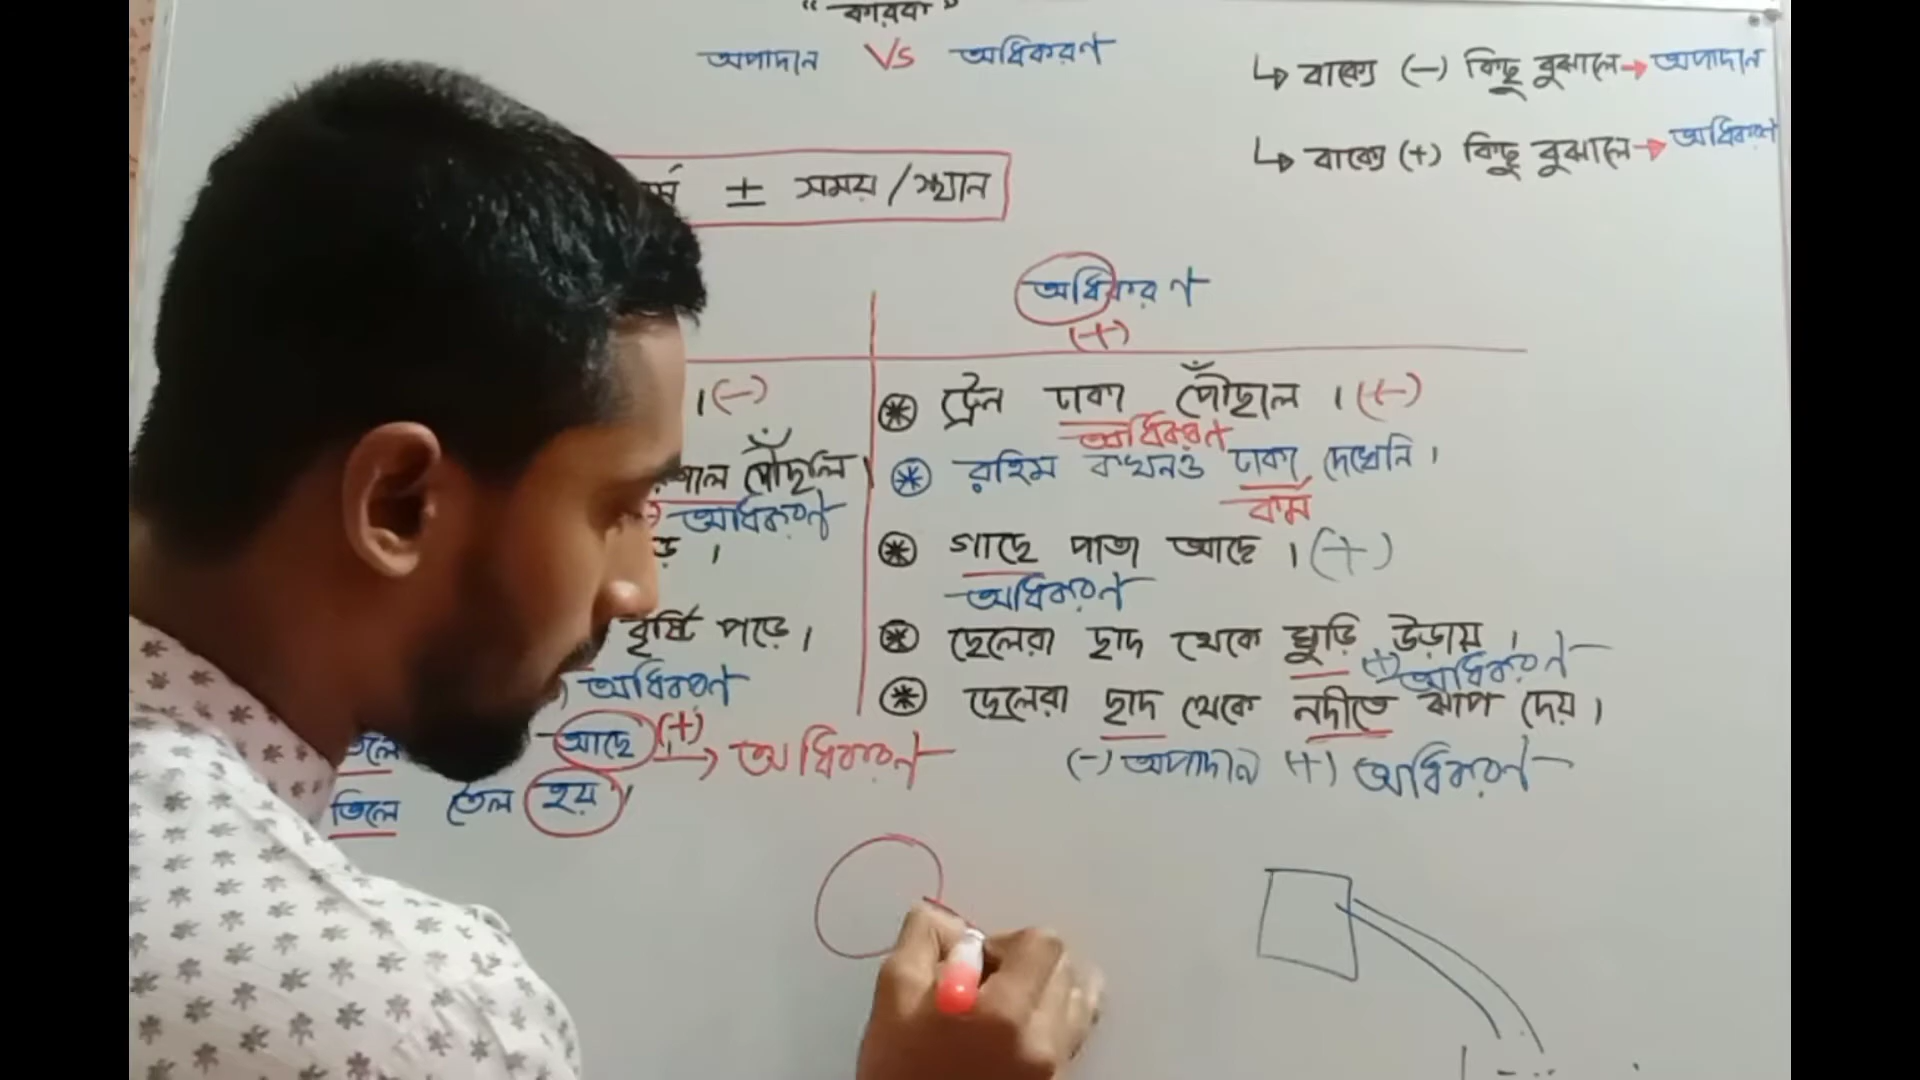 "কারক"
অপাদান Vs অধিকরণ
↳ বাক্যে (−) কিছু বুঝালে→ অপাদান
↳ বাক্যে (+) কিছু বুঝালে→ অধিকরণ
± সময়/স্থান
অধিকরণ
(+)
।(−)
পৌঁছাল।
অধিকরণ
।
বৃষ্টি পড়ে।
অধিকরণ
আছে (+) → অধিকরণ
তিলে তৈল হয়।
ট্রেন ঢাকা পৌঁছাল।(+)
অধিকরণ
রহিম কখনও ঢাকা দেখেনি।
কর্ম
গাছে পাতা আছে।(+)
অধিকরণ
ছেলেরা ছাদ থেকে ঘুড়ি উড়ায়।
(+) অধিকরণ
ছেলেরা ছাদ থেকে নদীতে ঝাপ দেয়।
(−) অপাদান (+) অধিকরণ